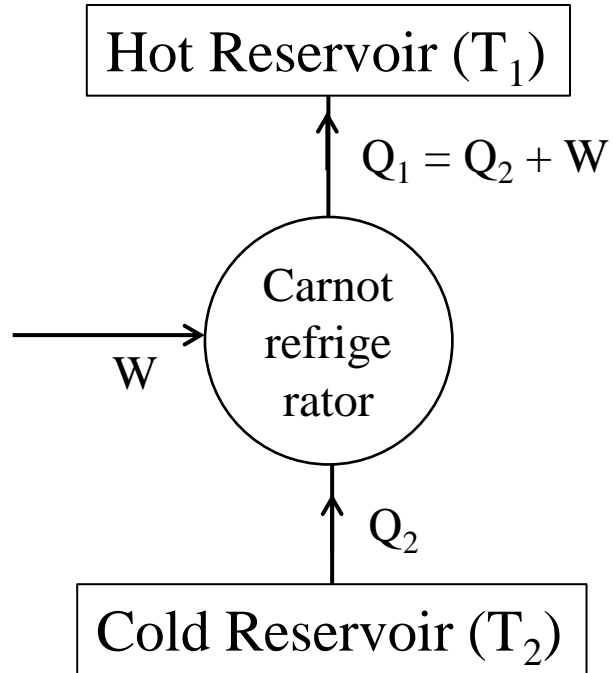 Hot Reservoir (T₁)
Q₁ = Q₂ + W
Carnot
refrige
rator
W
Q₂
Cold Reservoir (T₂)